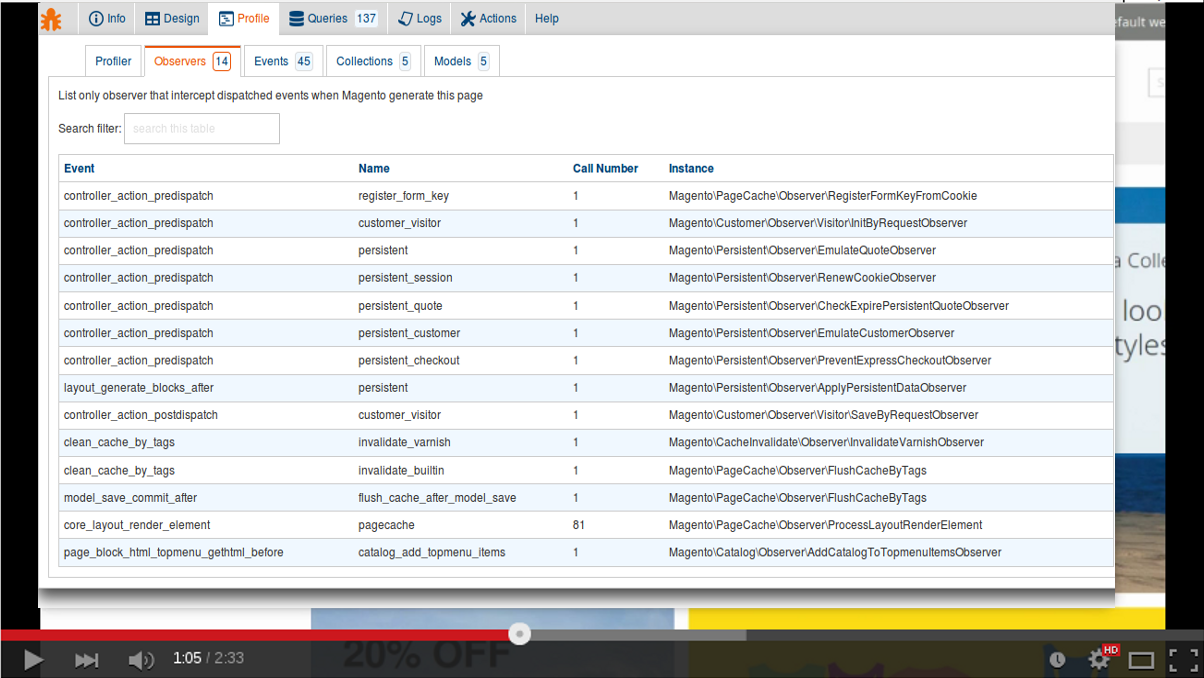 Info Design Profile Queries 137 Logs Actions Help
Profiler Observers 14 Events 45 Collections 5 Models 5
List only observer that intercept dispatched events when Magento generate this page
Search filter: search this table
Event Name Call Number Instance
controller_action_predispatch register_form_key 1 Magento\PageCache\Observer\RegisterFormKeyFromCookie
controller_action_predispatch customer_visitor 1 Magento\Customer\Observer\Visitor\InitByRequestObserver
controller_action_predispatch persistent 1 Magento\Persistent\Observer\EmulateQuoteObserver
controller_action_predispatch persistent_session 1 Magento\Persistent\Observer\RenewCookieObserver
controller_action_predispatch persistent_quote 1 Magento\Persistent\Observer\CheckExpirePersistentQuoteObserver
controller_action_predispatch persistent_customer 1 Magento\Persistent\Observer\EmulateCustomerObserver
controller_action_predispatch persistent_checkout 1 Magento\Persistent\Observer\PreventExpressCheckoutObserver
layout_generate_blocks_after persistent 1 Magento\Persistent\Observer\ApplyPersistentDataObserver
controller_action_postdispatch customer_visitor 1 Magento\Customer\Observer\Visitor\SaveByRequestObserver
clean_cache_by_tags invalidate_varnish 1 Magento\CacheInvalidate\Observer\InvalidateVarnishObserver
clean_cache_by_tags invalidate_builtin 1 Magento\PageCache\Observer\FlushCacheByTags
model_save_commit_after flush_cache_after_model_save 1 Magento\PageCache\Observer\FlushCacheByTags
core_layout_render_element pagecache 81 Magento\PageCache\Observer\ProcessLayoutRenderElement
page_block_html_topmenu_gethtml_before catalog_add_topmenu_items 1 Magento\Catalog\Observer\AddCatalogToTopmenuItemsObserver
efault we
a Colle
loo
tyles
20% OFF
1:05 / 2:33 HD